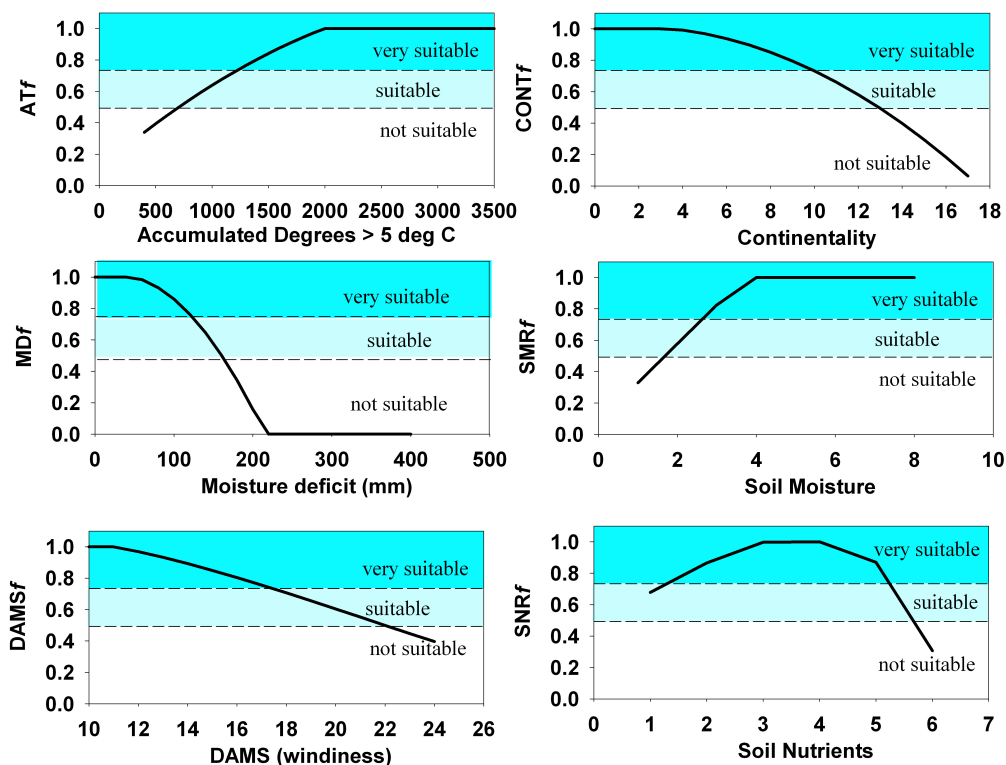 ATf
1.0
0.8
0.6
0.4
0.2
0.0
very suitable
suitable
not suitable
0 500 1000 1500 2000 2500 3000 3500
Accumulated Degrees > 5 deg C
CONTf
1.0
0.8
0.6
0.4
0.2
0.0
very suitable
suitable
not suitable
0 2 4 6 8 10 12 14 16 18
Continentality
MDf
1.0
0.8
0.6
0.4
0.2
0.0
very suitable
suitable
not suitable
0 100 200 300 400 500
Moisture deficit (mm)
SMRf
1.0
0.8
0.6
0.4
0.2
0.0
very suitable
suitable
not suitable
0 2 4 6 8 10
Soil Moisture
DAMSf
1.0
0.8
0.6
0.4
0.2
0.0
very suitable
suitable
not suitable
10 12 14 16 18 20 22 24 26
DAMS (windiness)
SNRf
1.0
0.8
0.6
0.4
0.2
0.0
very suitable
suitable
not suitable
0 1 2 3 4 5 6 7
Soil Nutrients